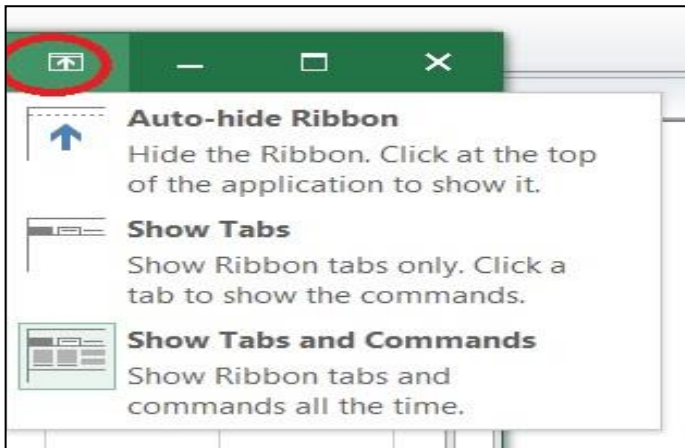 Auto-hide Ribbon
Hide the Ribbon. Click at the top
of the application to show it.
Show Tabs
Show Ribbon tabs only. Click a
tab to show the commands.
Show Tabs and Commands
Show Ribbon tabs and
commands all the time.